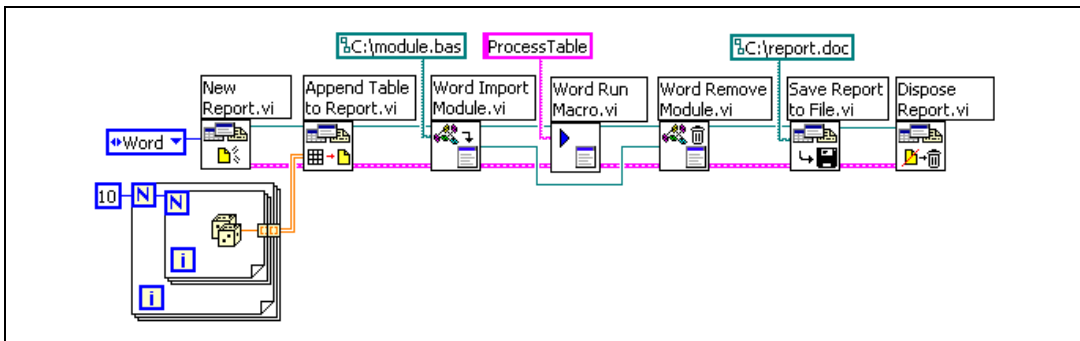 C:\module.bas
ProcessTable
C:\report.doc
New
Report.vi
Append Table
to Report.vi
Word Import
Module.vi
Word Run
Macro.vi
Word Remove
Module.vi
Save Report
to File.vi
Dispose
Report.vi
Word
10
N
N
i
i